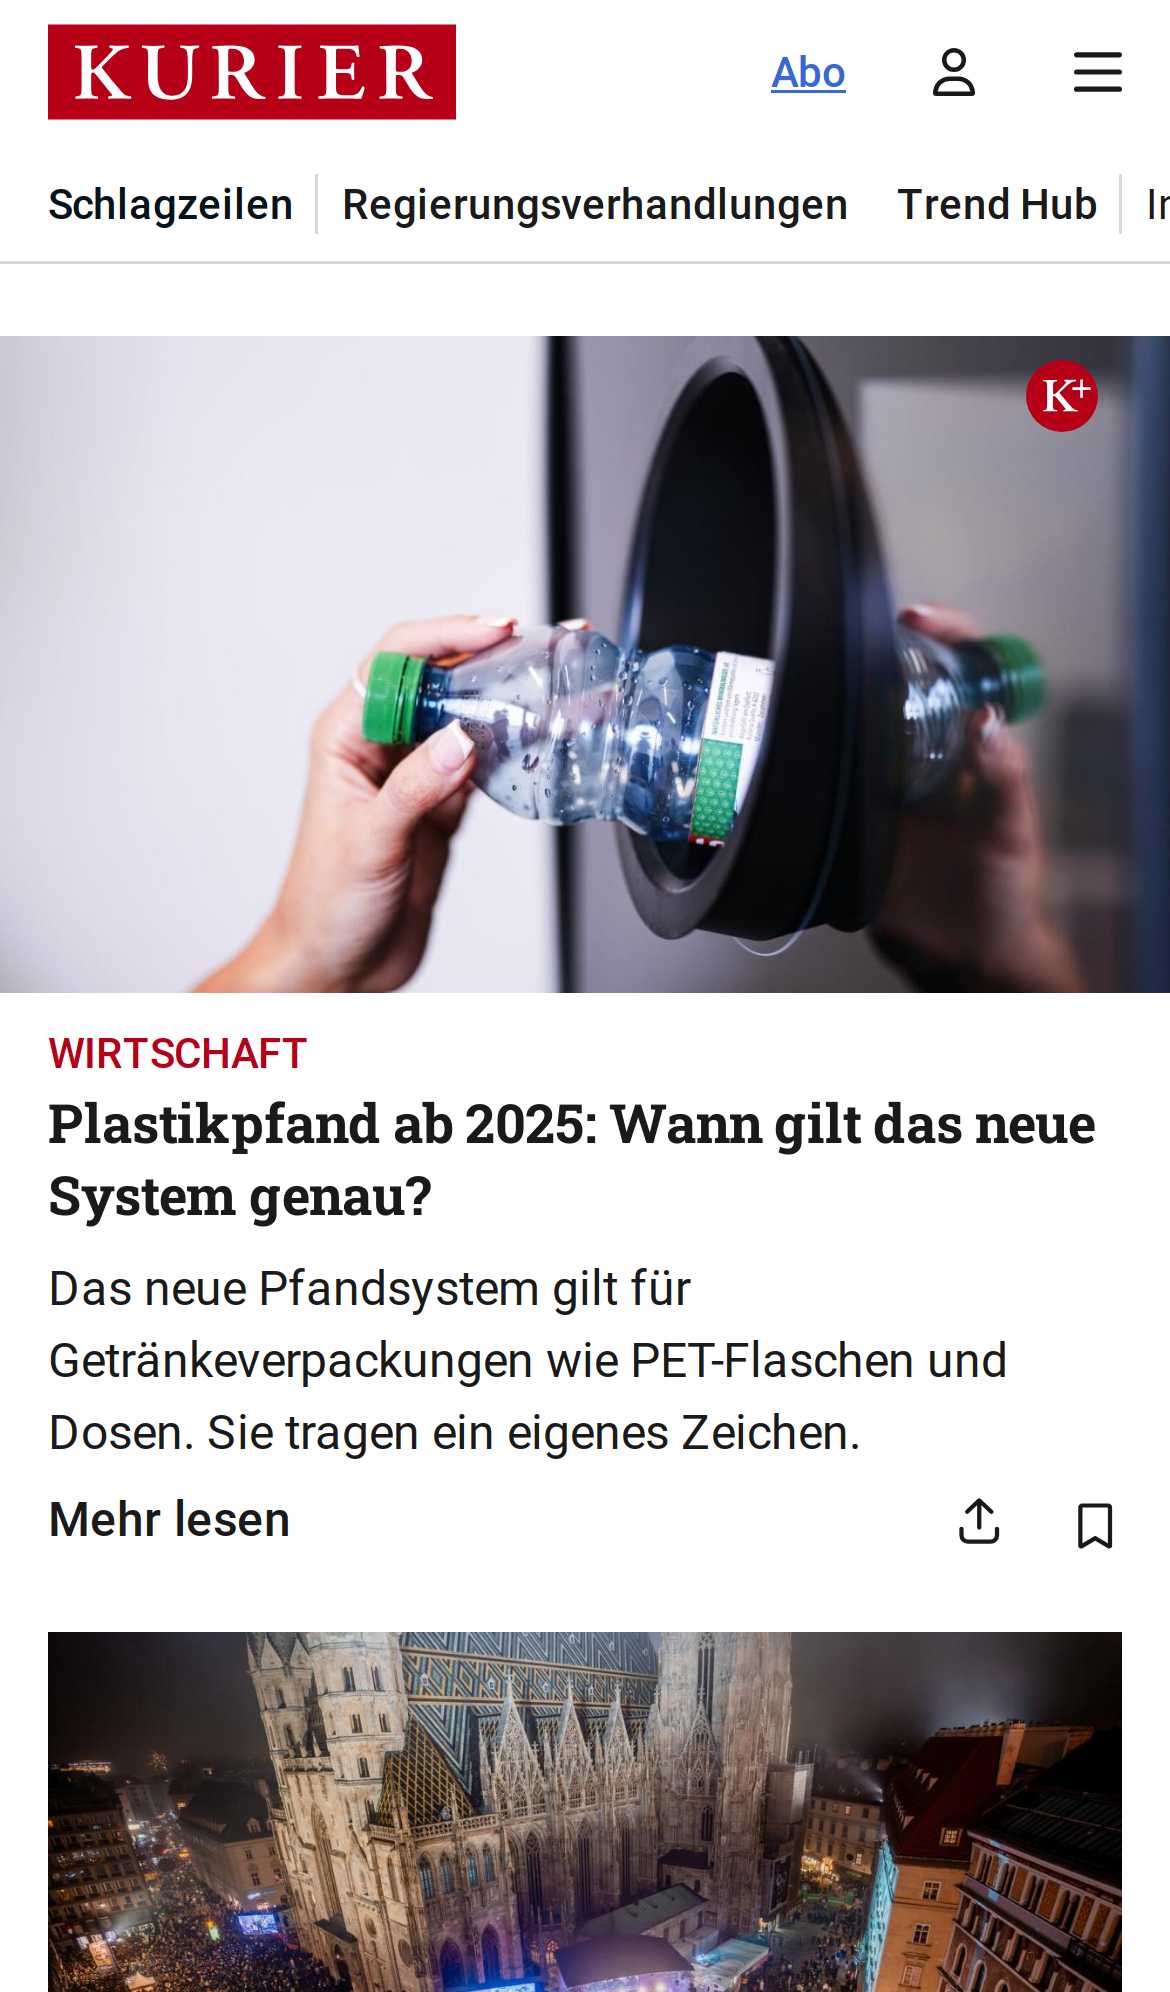 KURIER
Abo
Schlagzeilen
Regierungsverhandlungen
Trend Hub
K+
WIRTSCHAFT
Plastikpfand ab 2025: Wann gilt das neue
System genau?
Das neue Pfandsystem gilt für
Getränkeverpackungen wie PET-Flaschen und
Dosen. Sie tragen ein eigenes Zeichen.
Mehr lesen